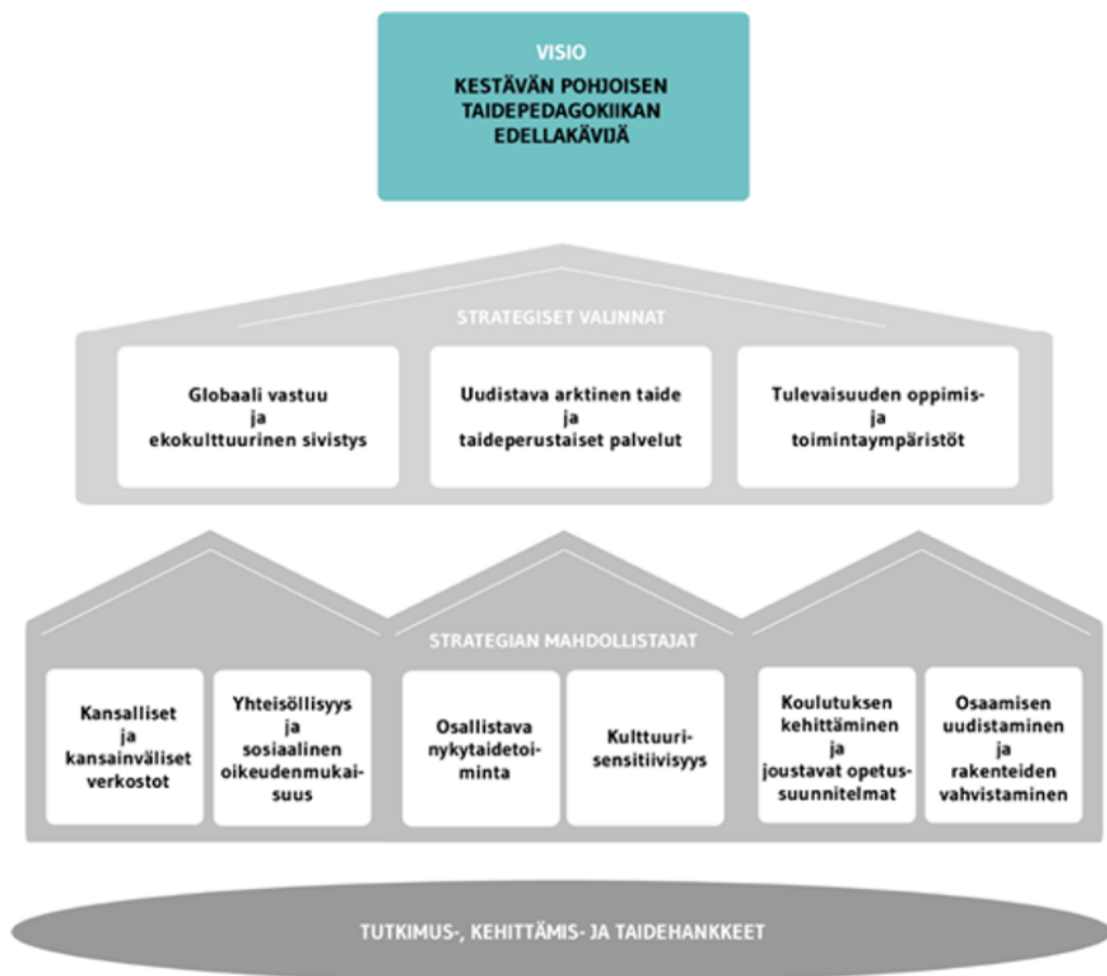 VISIO
KESTÄVÄN POHJOISEN
TAIDEPEDAGOKIIKAN
EDELLAKÄVIJÄ
STRATEGISET VALINNAT
Globaali vastuu
ja
ekokulttuurinen sivistys
Uudistava arktinen taide
ja
taideperustaiset palvelut
Tulevaisuuden oppimis-
ja
toimintaympäristöt
STRATEGIAN MAHDOLLISTAJAT
Kansalliset
ja
kansainväliset
verkostot
Yhteisöllisyys
ja
sosiaalinen
oikeudenmukai-
suus
Osallistava
nykytaidetoi-
minta
Kulttuuri-
sensitiivisyys
Koulutuksen
kehittäminen
ja
joustavat opetus-
suunnitelmat
Osaamisen
uudistaminen
ja
rakenteiden
vahvistaminen
TUTKIMUS-, KEHITTÄMIS- JA TAIDEHANKKEET